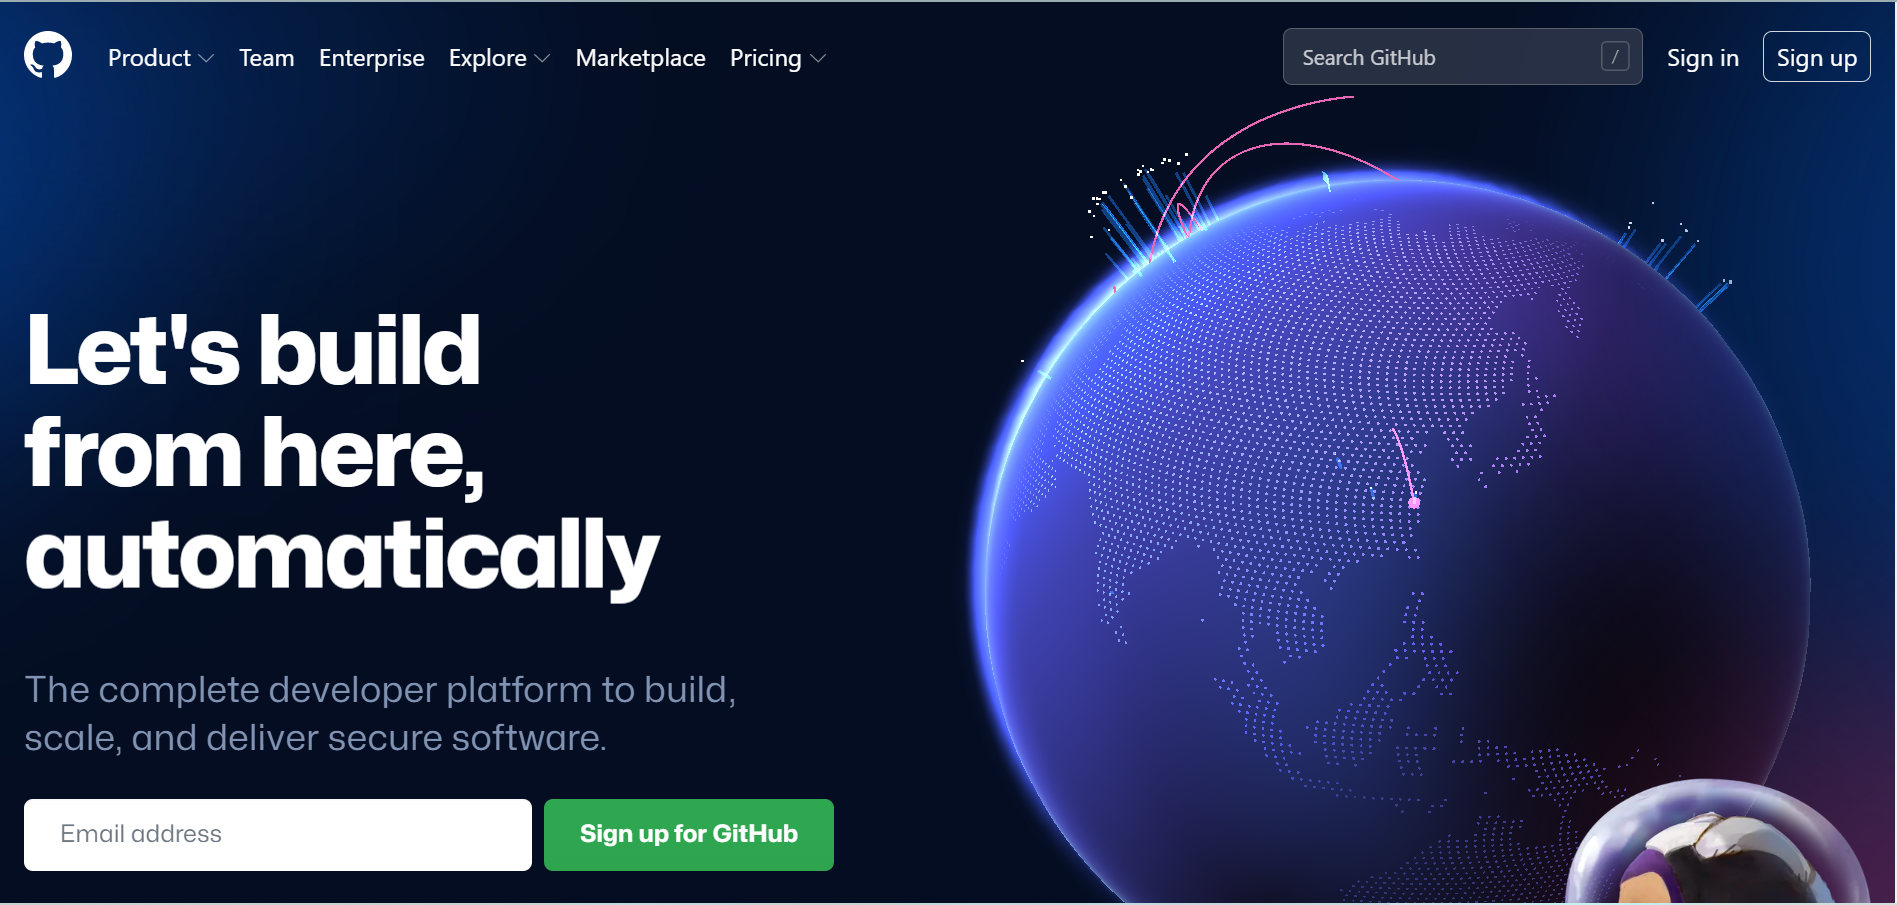 Product Team Enterprise Explore Marketplace Pricing Search GitHub / Sign in Sign up
Let's build
from here,
automatically
The complete developer platform to build,
scale, and deliver secure software.
Email address Sign up for GitHub